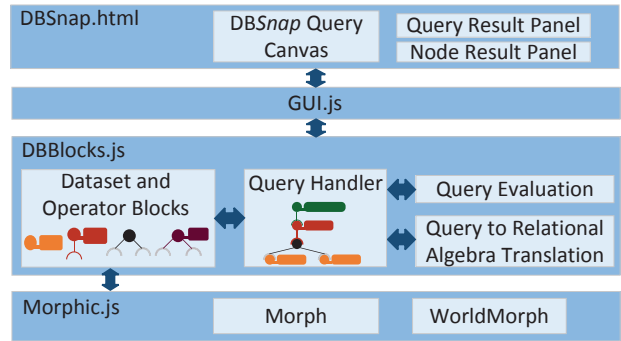 DBSnap.html
DBSnap Query
Canvas
Query Result Panel
Node Result Panel
GUI.js
DBBlocks.js
Dataset and
Operator Blocks
Query Handler
Query Evaluation
Query to Relational
Algebra Translation
Morphic.js
Morph
WorldMorph